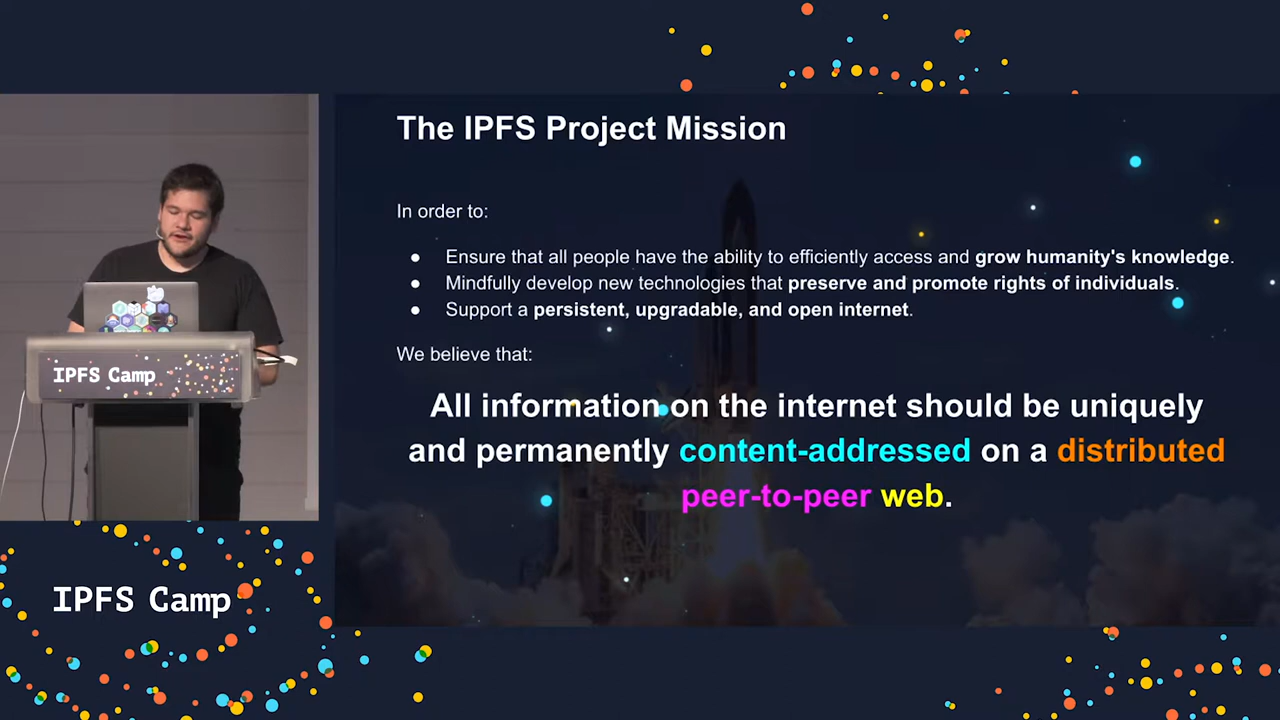 The IPFS Project Mission
In order to:
● Ensure that all people have the ability to efficiently access and grow humanity's knowledge.
● Mindfully develop new technologies that preserve and promote rights of individuals.
● Support a persistent, upgradable, and open internet.
We believe that:
All information on the internet should be uniquely
and permanently content-addressed on a distributed
peer-to-peer web.
IPFS Camp
IPFS Camp